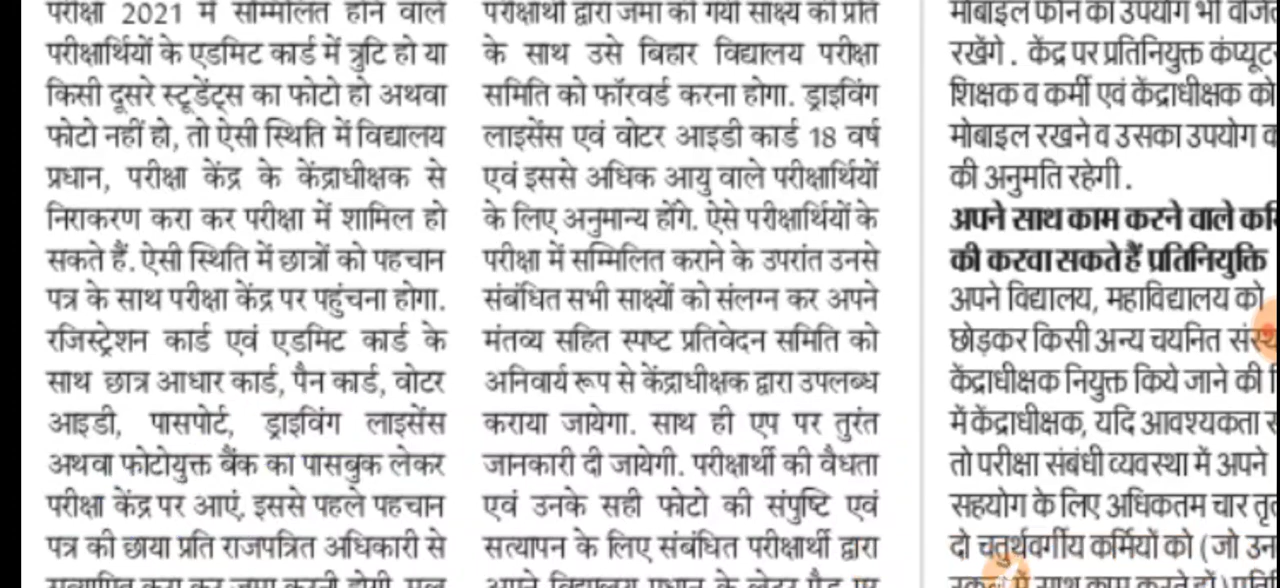 परीक्षा 2021 में सम्मिलित होने वाले
परीक्षार्थियों के एडमिट कार्ड में त्रुटि हो या
किसी दूसरे स्टूडेंट्स का फोटो हो अथवा
फोटो नहीं हो, तो ऐसी स्थिति में विद्यालय
प्रधान, परीक्षा केंद्र के केंद्राधीक्षक से
निराकरण करा कर परीक्षा में शामिल हो
सकते हैं. ऐसी स्थिति में छात्रों को पहचान
पत्र के साथ परीक्षा केंद्र पर पहुंचना होगा.
रजिस्ट्रेशन कार्ड एवं एडमिट कार्ड के
साथ छात्र आधार कार्ड, पैन कार्ड, वोटर
आइडी, पासपोर्ट, ड्राइविंग लाइसेंस
अथवा फोटोयुक्त बैंक का पासबुक लेकर
परीक्षा केंद्र पर आएं. इससे पहले पहचान
पत्र की छाया प्रति राजपत्रित अधिकारी से
परीक्षार्थी द्वारा जमा की गयी साक्ष्य की प्रति
के साथ उसे बिहार विद्यालय परीक्षा
समिति को फॉरवर्ड करना होगा. ड्राइविंग
लाइसेंस एवं वोटर आइडी कार्ड 18 वर्ष
एवं इससे अधिक आयु वाले परीक्षार्थियों
के लिए अनुमान्य होंगे. ऐसे परीक्षार्थियों के
परीक्षा में सम्मिलित कराने के उपरांत उनसे
संबंधित सभी साक्ष्यों को संलग्न कर अपने
मंतव्य सहित स्पष्ट प्रतिवेदन समिति को
अनिवार्य रूप से केंद्राधीक्षक द्वारा उपलब्ध
कराया जायेगा. साथ ही एप पर तुरंत
जानकारी दी जायेगी. परीक्षार्थी की वैधता
एवं उनके सही फोटो की संपुष्टि एवं
सत्यापन के लिए संबंधित परीक्षार्थी द्वारा
मोबाइल फोन का उपयोग भी
रखेंगे. केंद्र पर प्रतिनियुक्त
शिक्षक व कर्मी एवं केंद्राधीक्षक को
मोबाइल रखने व उसका उपयोग
की अनुमति रहेगी.
अपने साथ काम करने वाले
की करवा सकते हैं प्रतिनियुक्ति
अपने विद्यालय, महाविद्यालय को
छोड़कर किसी अन्य चयनित
केंद्राधीक्षक नियुक्त किये जाने की
में केंद्राधीक्षक, यदि आवश्यकता
तो परीक्षा संबंधी व्यवस्था में अपने
सहयोग के लिए अधिकतम चार
दो चतुर्थवर्गीय कर्मियों को (जो